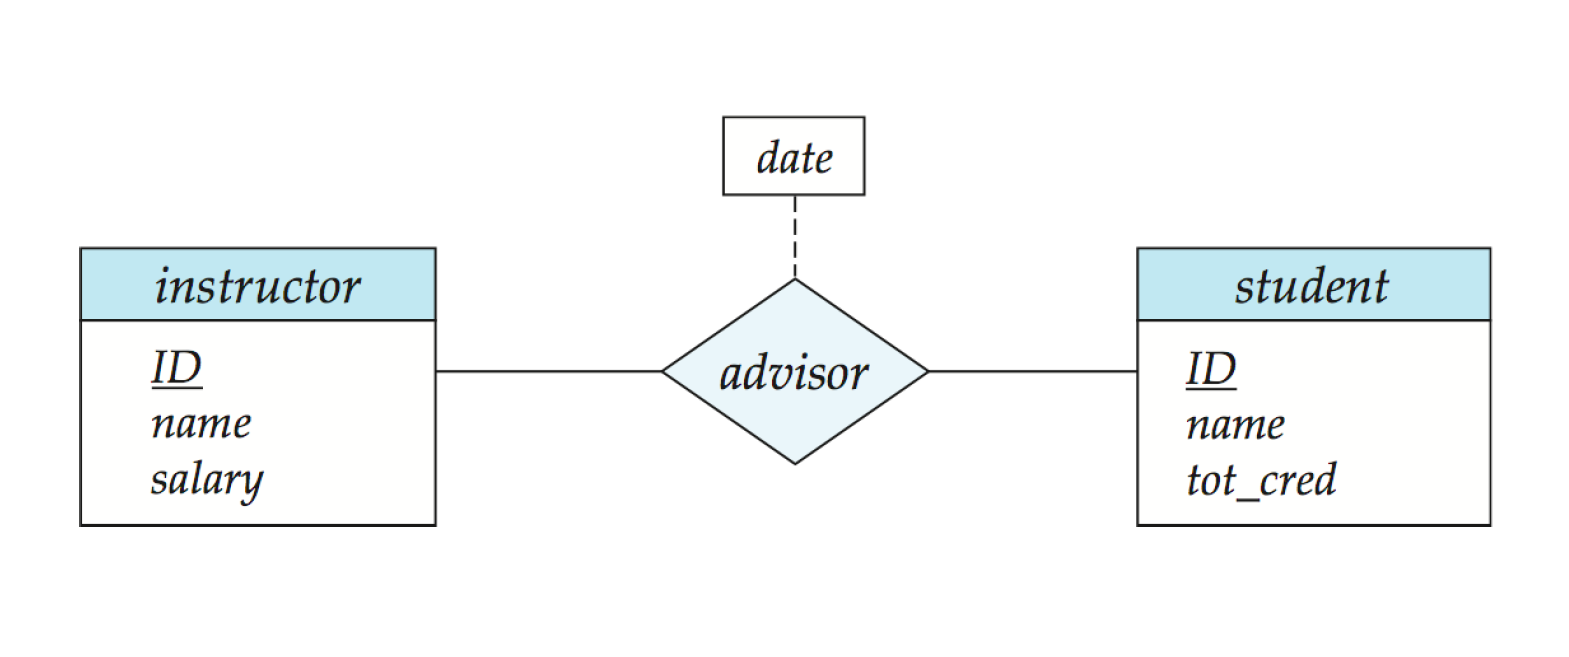 date
instructor
ID
name
salary
advisor
student
ID
name
tot_cred